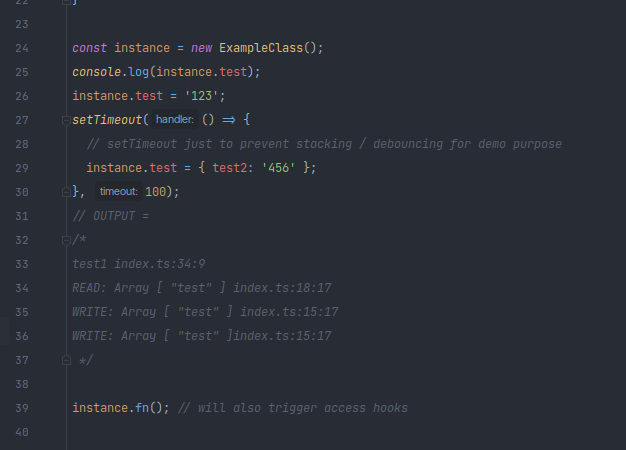 22 }
23
24 const instance = new ExampleClass();
25 console.log(instance.test);
26 instance.test = '123';
27 setTimeout( handler: () => {
28 // setTimeout just to prevent stacking / debouncing for demo purpose
29 instance.test = { test2: '456' };
30 }, timeout: 100);
31 // OUTPUT =
32 /*
33 test1 index.ts:34:9
34 READ: Array [ "test" ] index.ts:18:17
35 WRITE: Array [ "test" ] index.ts:15:17
36 WRITE: Array [ "test" ]index.ts:15:17
37 */
38
39 instance.fn(); // will also trigger access hooks
40